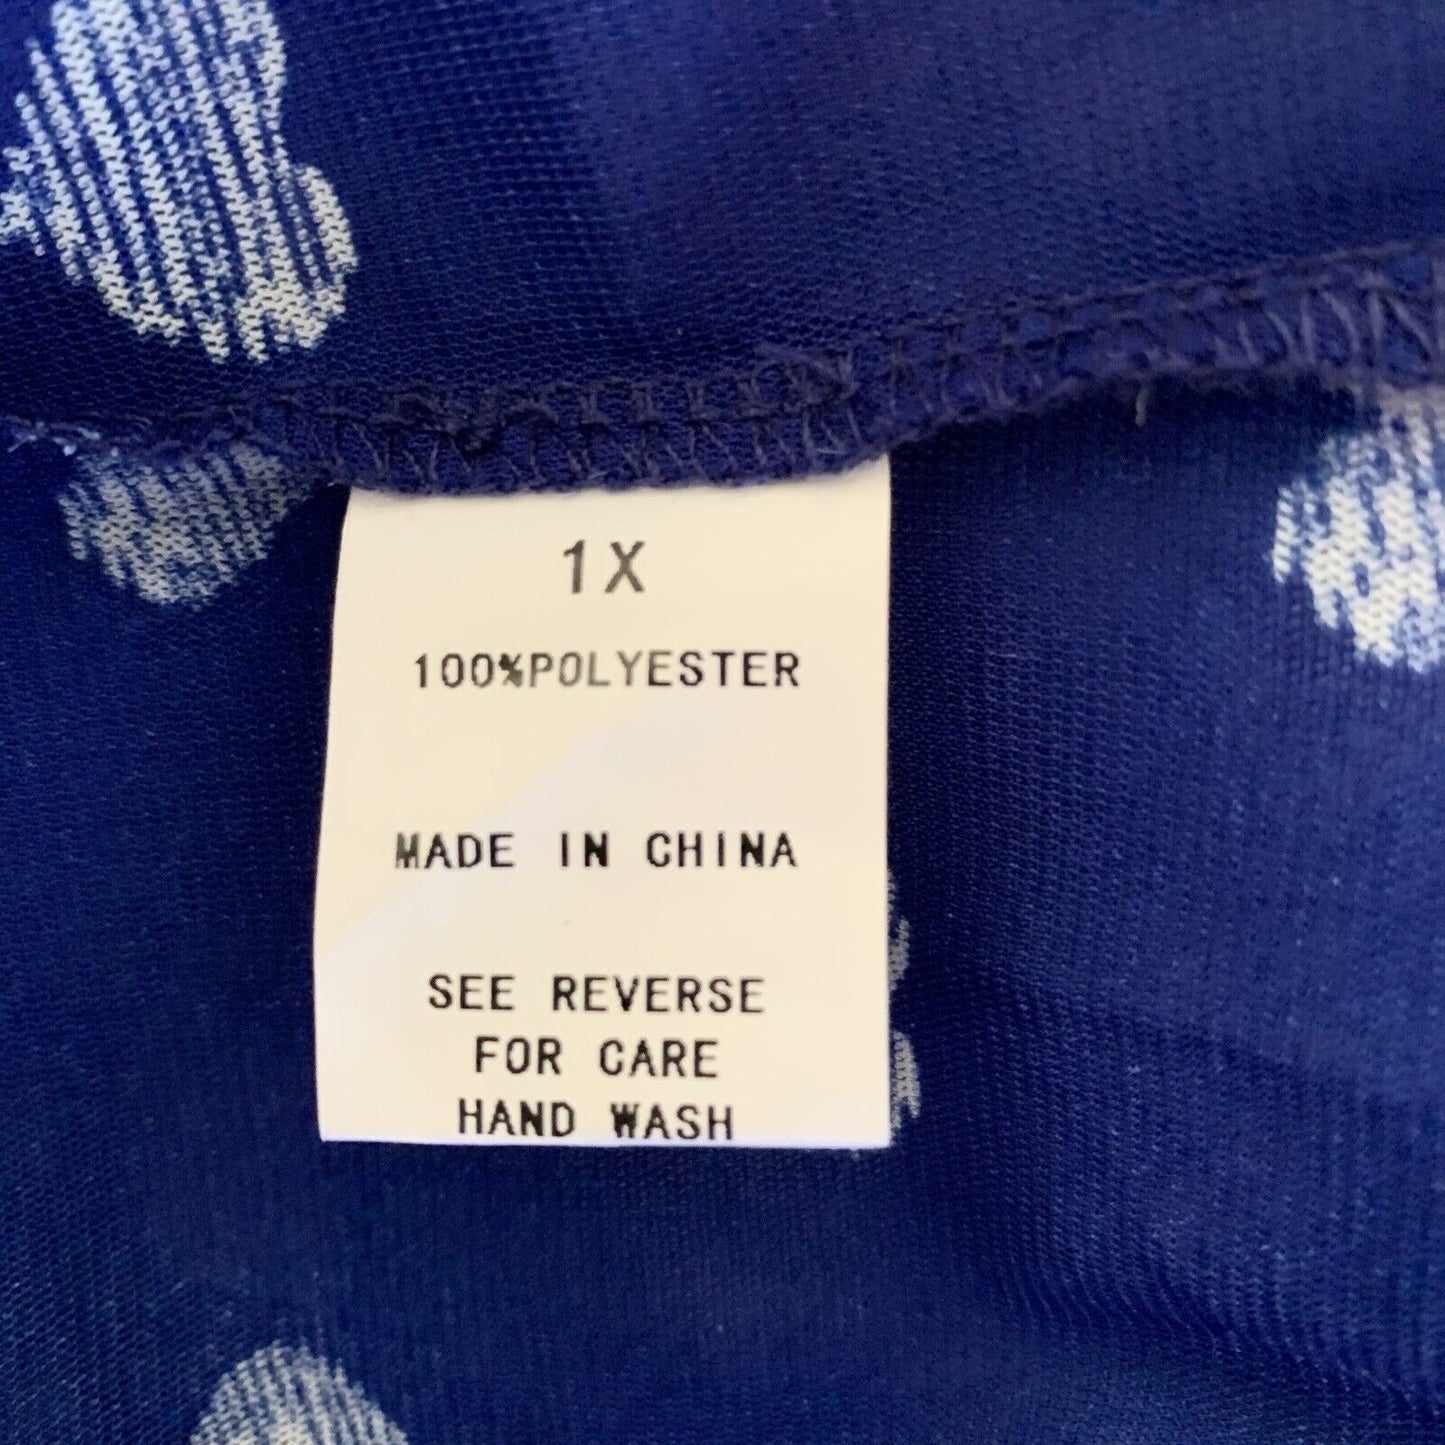 1X
100%POLYESTER
MADE IN CHINA
SEE REVERSE
FOR CARE
HAND WASH